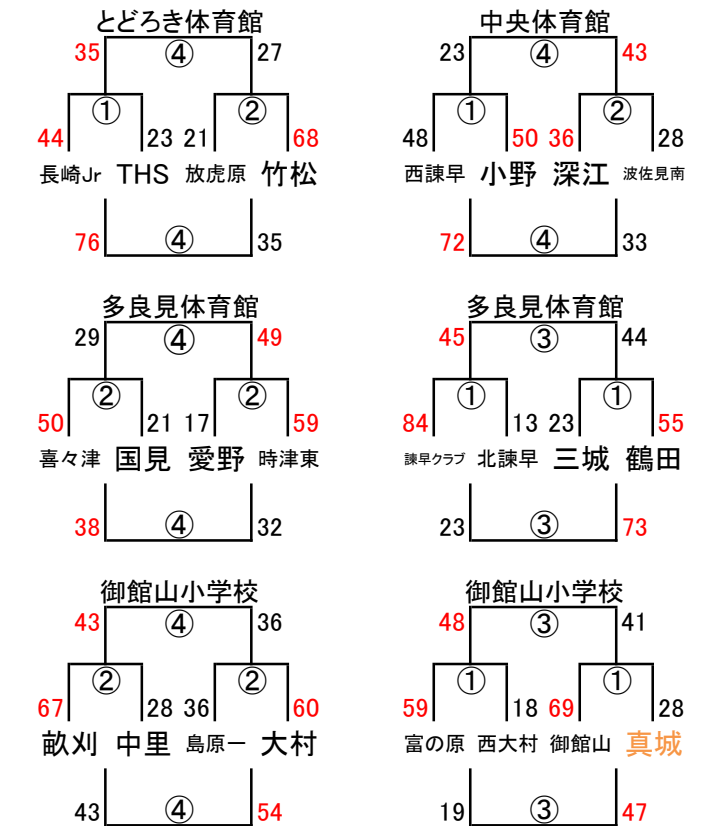 とどろき体育館
35 ④ 27
① ②
44 23 21 68
長崎Jr THS 放虎原 竹松
76 ④ 35
中央体育館
23 ④ 43
① ②
48 50 36 28
西諫早 小野 深江 波佐見南
72 ④ 33
多良見体育館
29 ④ 49
② ②
50 21 17 59
喜々津 国見 愛野 時津東
38 ④ 32
多良見体育館
45 ③ 44
① ①
84 13 23 55
諫早クラブ 北諫早 三城 鶴田
23 ③ 73
御館山小学校
43 ④ 36
② ②
67 28 36 60
畝刈 中里 島原一 大村
43 ④ 54
御館山小学校
48 ③ 41
① ①
59 18 69 28
富の原 西大村 御館山 真城
19 ③ 47